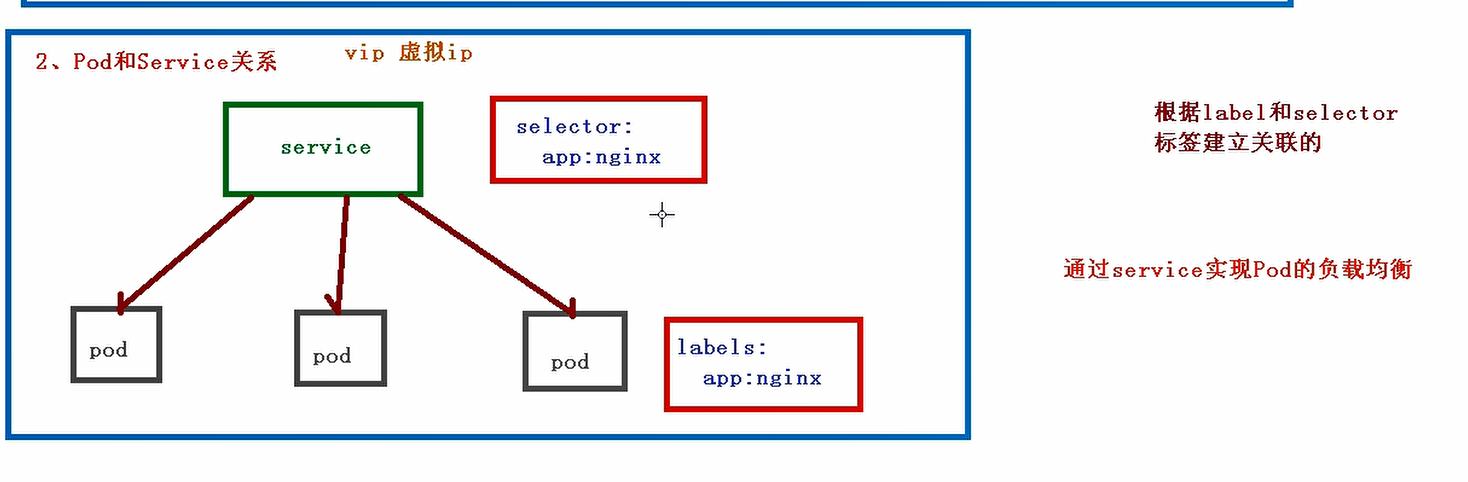 2、Pod和Service关系
vip 虚拟ip
service
selector:
app:nginx
根据label和selector
标签建立关联的
通过service实现Pod的负载均衡
pod
pod
pod
labels:
app:nginx